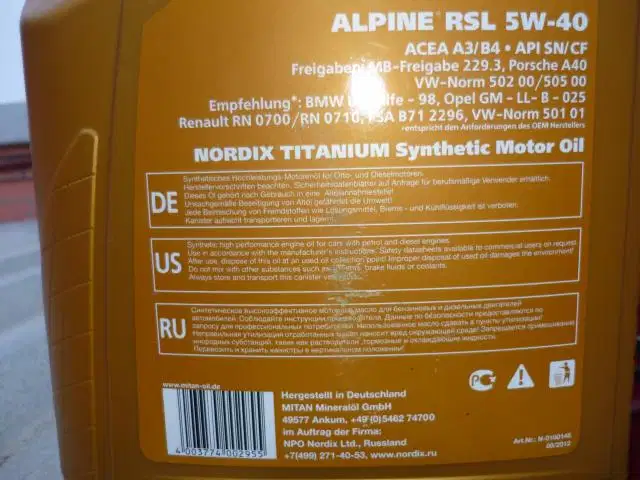 ALPINE RSL 5W-40
ACEA A3/B4 • API SN/CF
Freigaben: MB-Freigabe 229.3, Porsche A40
VW-Norm 502 00/505 00
Empfehlung*: BMW Longlife - 98, Opel GM - LL- B - 025
Renault RN 0700/RN 0710, PSA B71 2296, VW-Norm 501 01
*entspricht den Anforderungen des OEM Herstellers
NORDIX TITANIUM Synthetic Motor Oil
DE
Synthetisches Hochleistungs-Motorenöl für Otto- und Dieselmotoren.
Herstellervorschriften beachten. Sicherheitsdatenblätter auf Anfrage für berufsmäßige Verwender erhältlich.
Dieses Öl gehört nach Gebrauch in eine Altölannahmestelle!
Unsachgemäße Beseitigung von Altöl gefährdet die Umwelt!
Jede Beimischung von Fremdstoffen wie Lösungsmittel, Brems - und Kühlflüssigkeit ist verboten.
Kanister aufrecht transportieren und lagern!
US
Synthetic high performance engine oil for cars with petrol and diesel engines.
Use in accordance with the manufacturer's instructions. Safety datasheets available to commercial users on request
After use, dispose of this oil at an used oil collection point! Improper disposal of used oil damages the environment!
Do not mix with other substances such as brake fluids or coolants.
Always store and transport this canister
RU
Синтетическое высокоэффективное моторное масло для бензиновых и дизельных двигателей
автомобилей. Соблюдайте инструкции производителя. Данные по безопасности предоставляются по
запросу для профессиональных потребителей. Использованное масло сдавать в пункты утилизации!
Неправильная утилизация отработанных масел наносит вред окружающей среде! Запрещается примешивание
инородных субстанций, таких как растворители ,тормозные и охлаждающие жидкости.
Перевозить и хранить канистры в вертикальном положении!
www.mitan-oil.de
4 003774 002955
Hergestellt in Deutschland
MITAN Mineralöl GmbH
49577 Ankum, +49(0)5462 74700
im Auftrag der Firma:
NPO Nordix Ltd., Russland
+7(499) 271-40-53, www.nordix.ru
Art.Nr.: N-0190145
09/2012